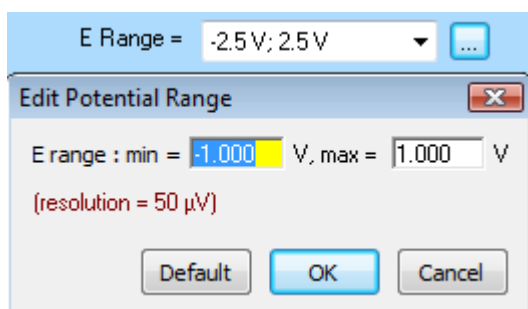 E Range = -2.5 V; 2.5 V ...
Edit Potential Range
E range : min = -1.000 V, max = 1.000 V
(resolution = 50 µV)
Default OK Cancel